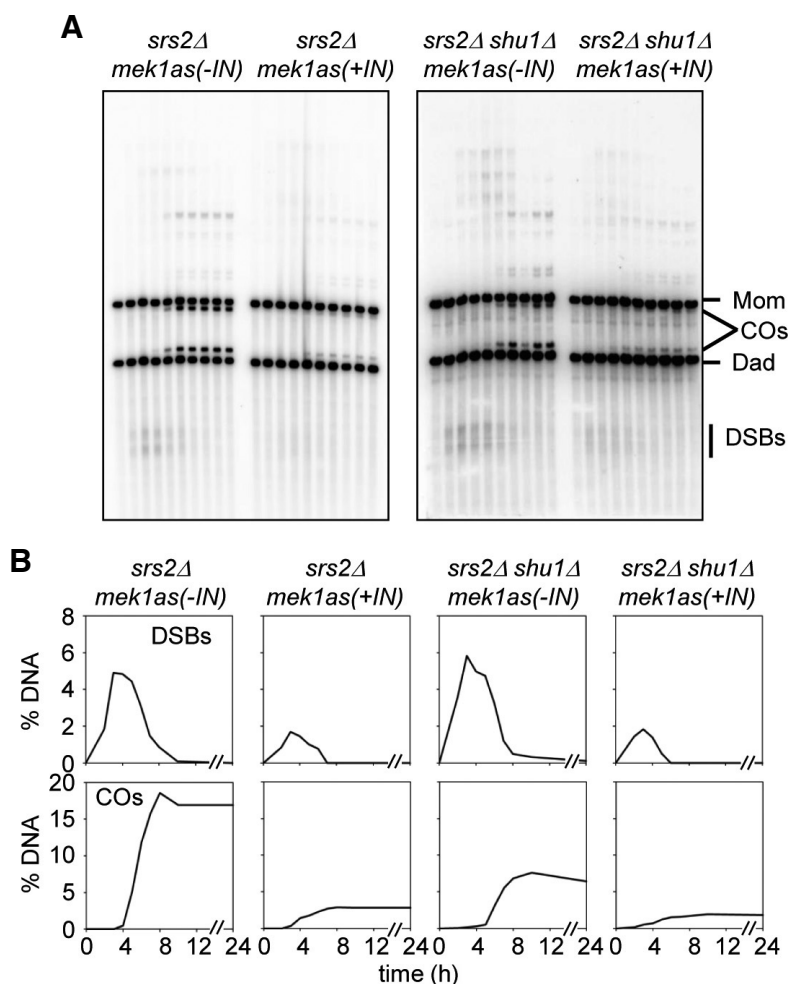 A
srs2Δ srs2Δ srs2Δ shu1Δ srs2Δ shu1Δ
mek1as(-IN) mek1as(+IN) mek1as(-IN) mek1as(+IN)
Mom
COs
Dad
DSBs
B
srs2Δ srs2Δ srs2Δ shu1Δ srs2Δ shu1Δ
mek1as(-IN) mek1as(+IN) mek1as(-IN) mek1as(+IN)
8
DSBs
6
% DNA
4
2
0
20
COs
15
% DNA
10
5
0
0 4 8 12 24 0 4 8 12 24 0 4 8 12 24 0 4 8 12 24
time (h)